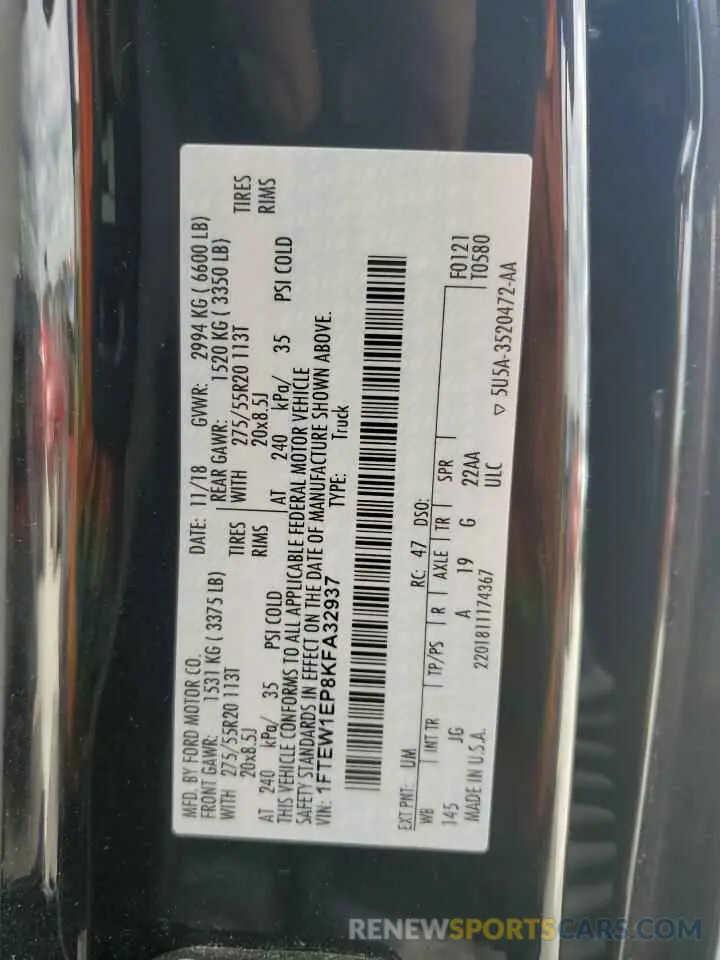 MFD. BY FORD MOTOR CO.
DATE: 11/18 GVWR: 2994 KG ( 6600 LB)
FRONT GAWR: 1531 KG ( 3375 LB)
REAR GAWR: 1520 KG ( 3350 LB)
WITH 275/55R20 113T TIRES
WITH 275/55R20 113T TIRES
20x8.5J RIMS
20x8.5J RIMS
AT 240 kPa/ 35 PSI COLD
AT 240 kPa/ 35 PSI COLD
THIS VEHICLE CONFORMS TO ALL APPLICABLE FEDERAL MOTOR VEHICLE
SAFETY STANDARDS IN EFFECT ON THE DATE OF MANUFACTURE SHOWN ABOVE.
VIN: 1FTEW1EP8KFA32937 TYPE: Truck
EXT PNT: UM RC: 47 DSO: F0121
WB INT TR TP/PS R AXLE TR SPR T0580
145 JG A 19 G 22AA
MADE IN U.S.A. 2201811174367 ULC ▽ 5U5A-3520472-AA
RENEWSPORTSCARS.COM